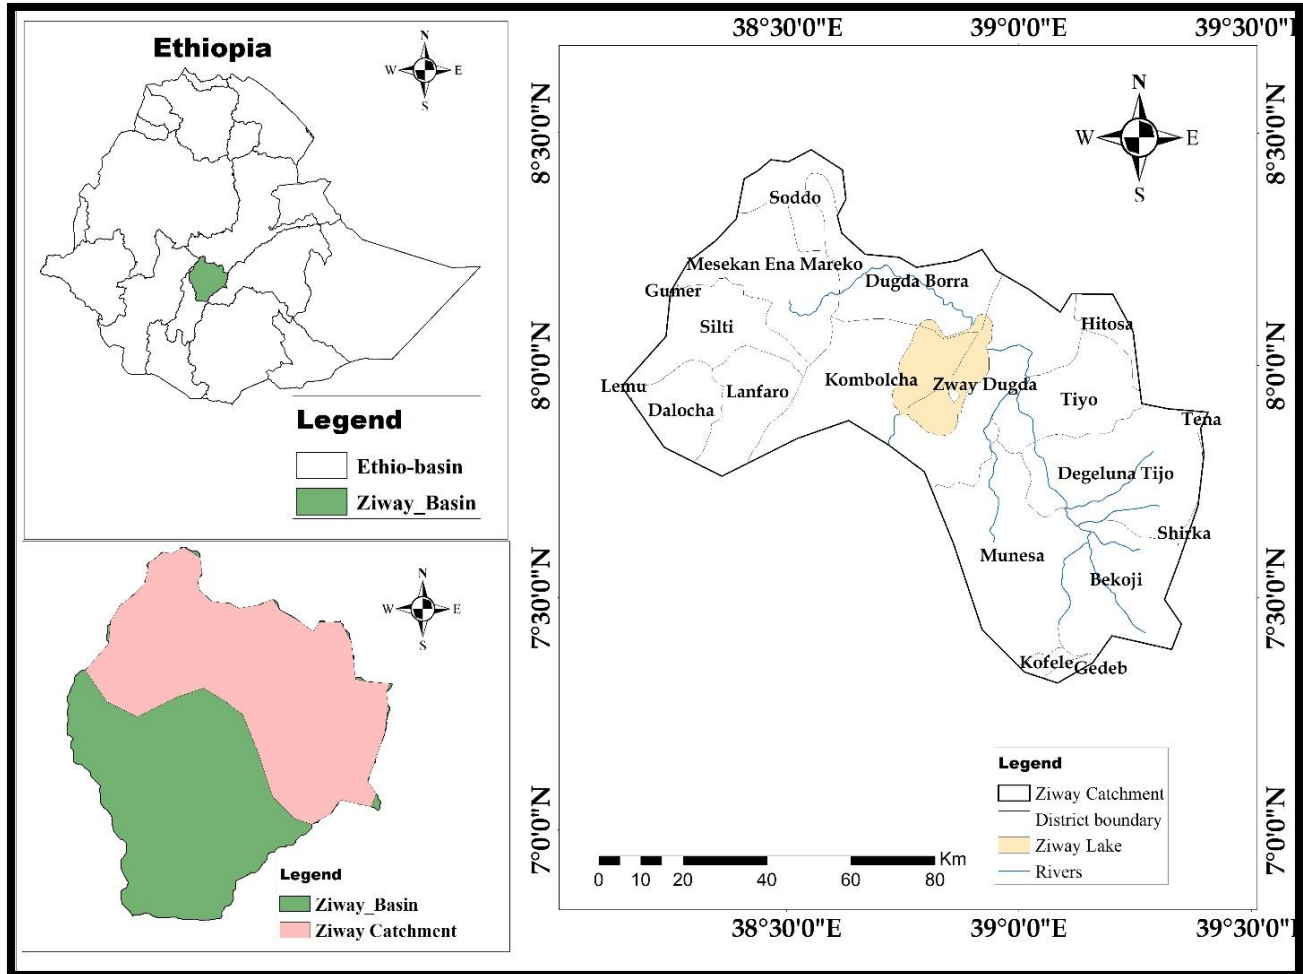 Ethiopia
N
W
E
S
Legend
Ethio-basin
Ziway_Basin
N
W
E
S
Legend
Ziway_Basin
Ziway Catchment
38°30'0"E
39°0'0"E
39°30'
8°30'0"N
8°0'0"N
7°30'0"N
7°0'0"N
N
W
E
S
Soddo
Mesekan Ena Mareko
Dugda Borra
Gumer
Silti
Hitosa
Lemu
Kombolcha
Zway Dugda
Lanfaro
Dalocha
Tiyo
Tena
Degeluna Tijo
Shirka
Munesa
Bekoji
Kofele
Gedeb
8°30'0"N
8°0'0"N
7°30'0"N
7°0'0"N
Legend
Ziway Catchment
District boundary
Ziway Lake
Rivers
Km
0 10 20 40 60 80
38°30'0"E
39°0'0"E
39°30'